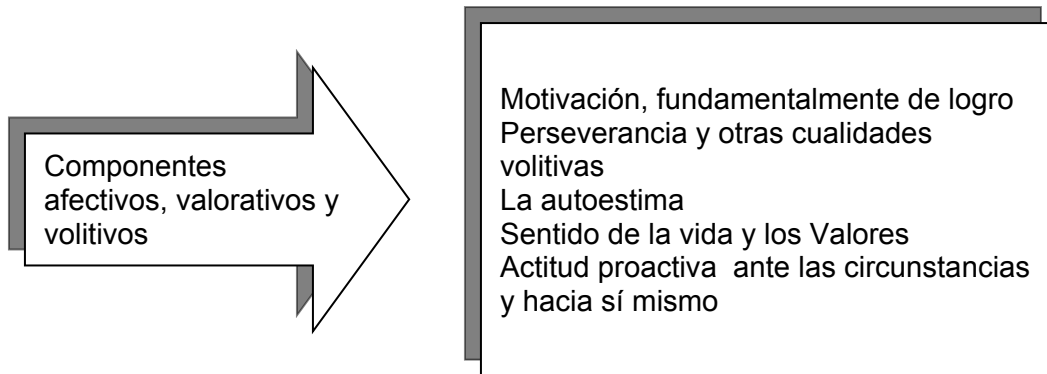 Componentes
afectivos, valorativos y
volitivos
Motivación, fundamentalmente de logro
Perseverancia y otras cualidades
volitivas
La autoestima
Sentido de la vida y los Valores
Actitud proactiva  ante las circunstancias
y hacia sí mismo